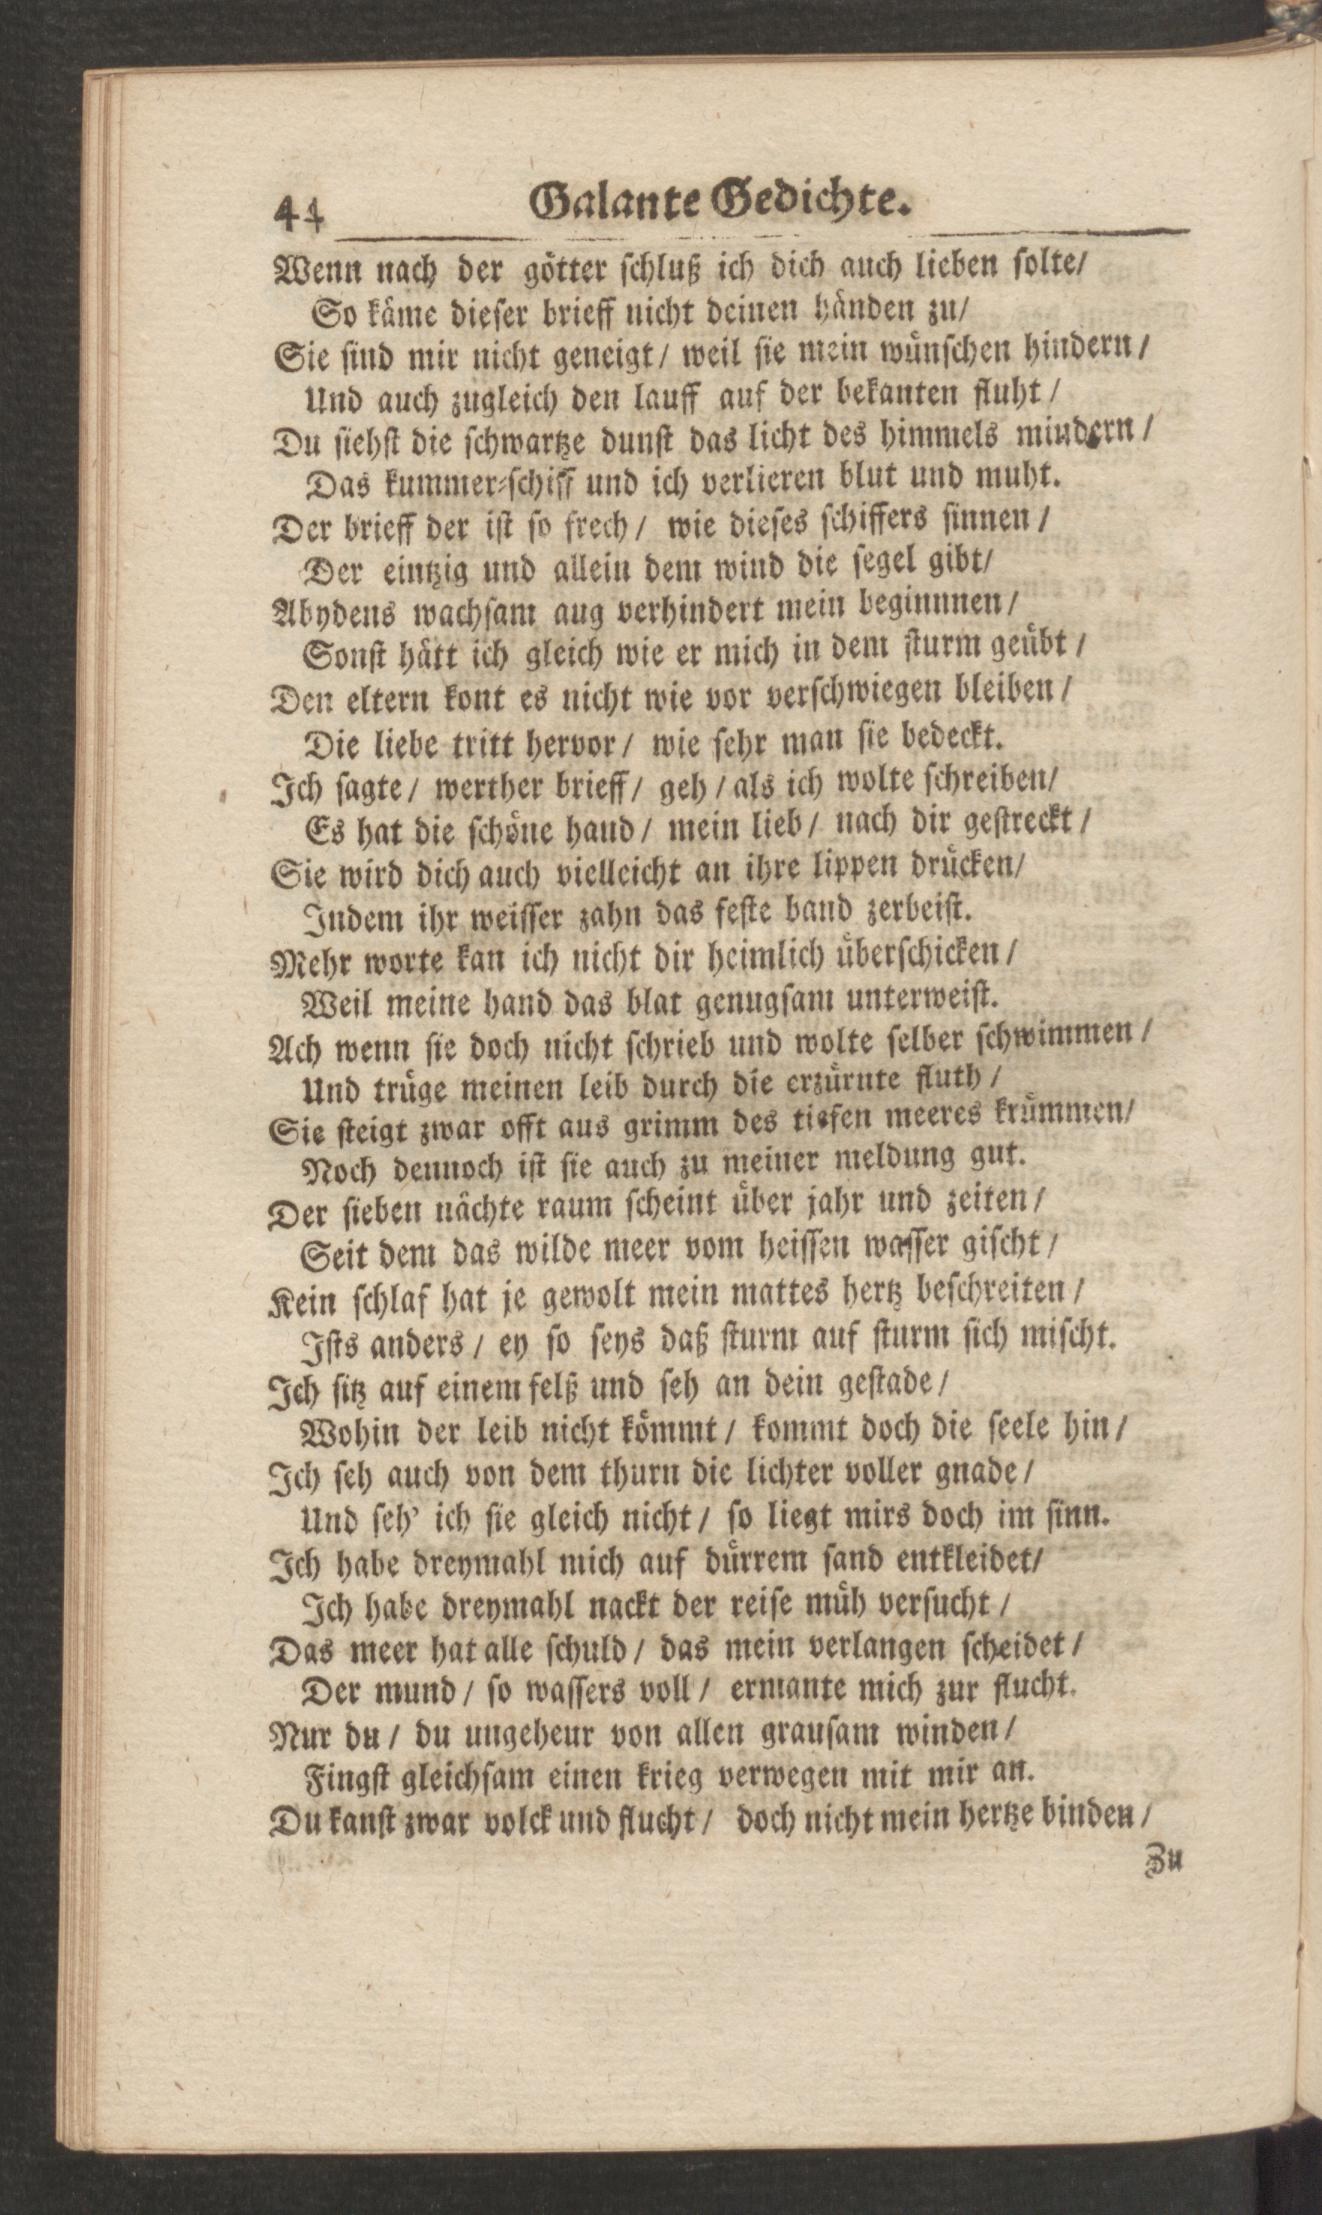 44 Galante Gedichte.
Wenn nach der götter schluß ich dich auch lieben solte/
So käme dieser brieff nicht deinen händen zu/
Sie sind mir nicht geneigt/ weil sie mein wünschen hindern/
Und auch zugleich den lauff auf der bekanten fluht/
Du siehst die schwartze dunst das licht des himmels mindern/
Das kummer-schiff und ich verlieren blut und muht.
Der brieff der ist so frech/ wie dieses schiffers sinnen/
Der eintzig und allein dem wind die segel gibt/
Abydens wachsam aug verhindert mein beginnnen/
Sonst hätt ich gleich wie er mich in dem sturm geübt/
Den eltern kont es nicht wie vor verschwiegen bleiben/
Die liebe tritt hervor/ wie sehr man sie bedeckt.
Ich sagte/ werther brieff/ geh/ als ich wolte schreiben/
Es hat die schöne hand/ mein lieb/ nach dir gestreckt/
Sie wird dich auch vielleicht an ihre lippen drücken/
Indem ihr weisser zahn das feste band zerbeist.
Mehr worte kan ich nicht dir heimlich überschicken/
Weil meine hand das blat genugsam unterweist.
Ach wenn sie doch nicht schrieb und wolte selber schwimmen/
Und trüge meinen leib durch die erzürnte fluth/
Sie steigt zwar offt aus grimm des tiefen meeres krümmen/
Noch dennoch ist sie auch zu meiner meldung gut.
Der sieben nächte raum scheint über jahr und zeiten/
Seit dem das wilde meer vom heissen wasser gischt/
Kein schlaf hat je gewolt mein mattes hertz beschreiten/
Ists anders/ ey so seys daß sturm auf sturm sich mischt.
Ich sitz auf einem felß und seh an dein gestade/
Wohin der leib nicht kömmt/ kommt doch die seele hin/
Ich seh auch von dem thurn die lichter voller gnade/
Und seh' ich sie gleich nicht/ so liegt mirs doch im sinn.
Ich habe dreymahl mich auf dürrem sand entkleidet/
Ich habe dreymahl nackt der reise müh versucht/
Das meer hat alle schuld/ das mein verlangen scheidet/
Der mund/ so wassers voll/ ermante mich zur flucht.
Nur du/ du ungeheur von allen grausam winden/
Fingst gleichsam einen krieg verwegen mit mir an.
Du kanst zwar volck und flucht/ doch nicht mein hertze binden/
Zu